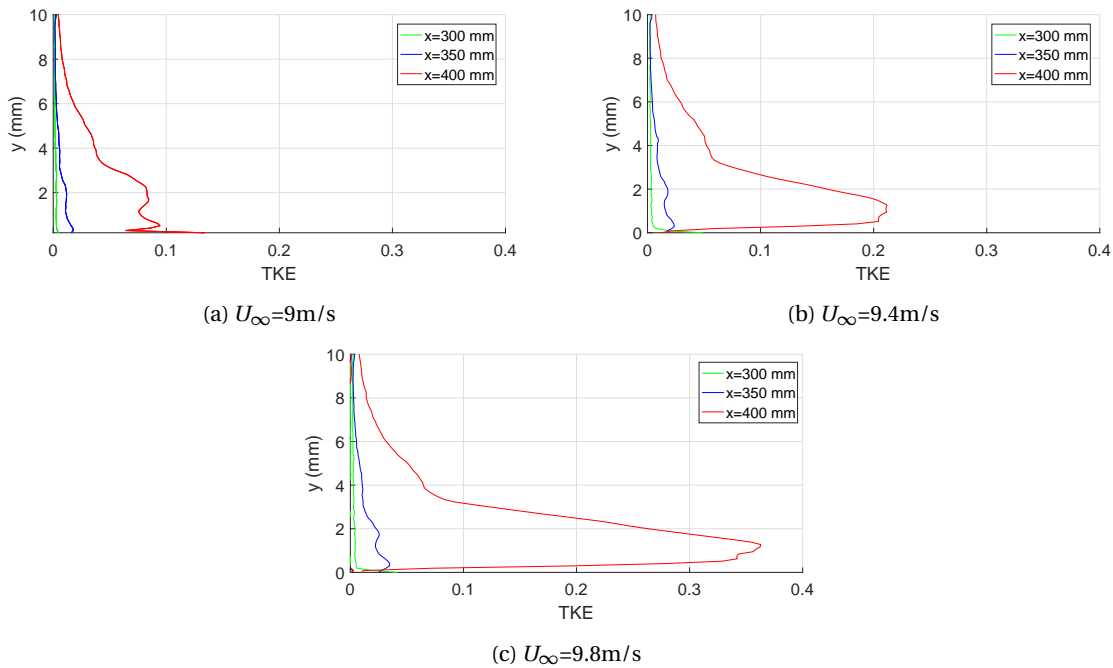 10
8
6
4
2
y (mm)
0 0.1 0.2 0.3 0.4
TKE
x=300 mm
x=350 mm
x=400 mm
(a) U∞=9m/s
10
8
6
4
2
0
y (mm)
0 0.1 0.2 0.3 0.4
TKE
x=300 mm
x=350 mm
x=400 mm
(b) U∞=9.4m/s
10
8
6
4
2
0
y (mm)
0 0.1 0.2 0.3 0.4
TKE
x=300 mm
x=350 mm
x=400 mm
(c) U∞=9.8m/s